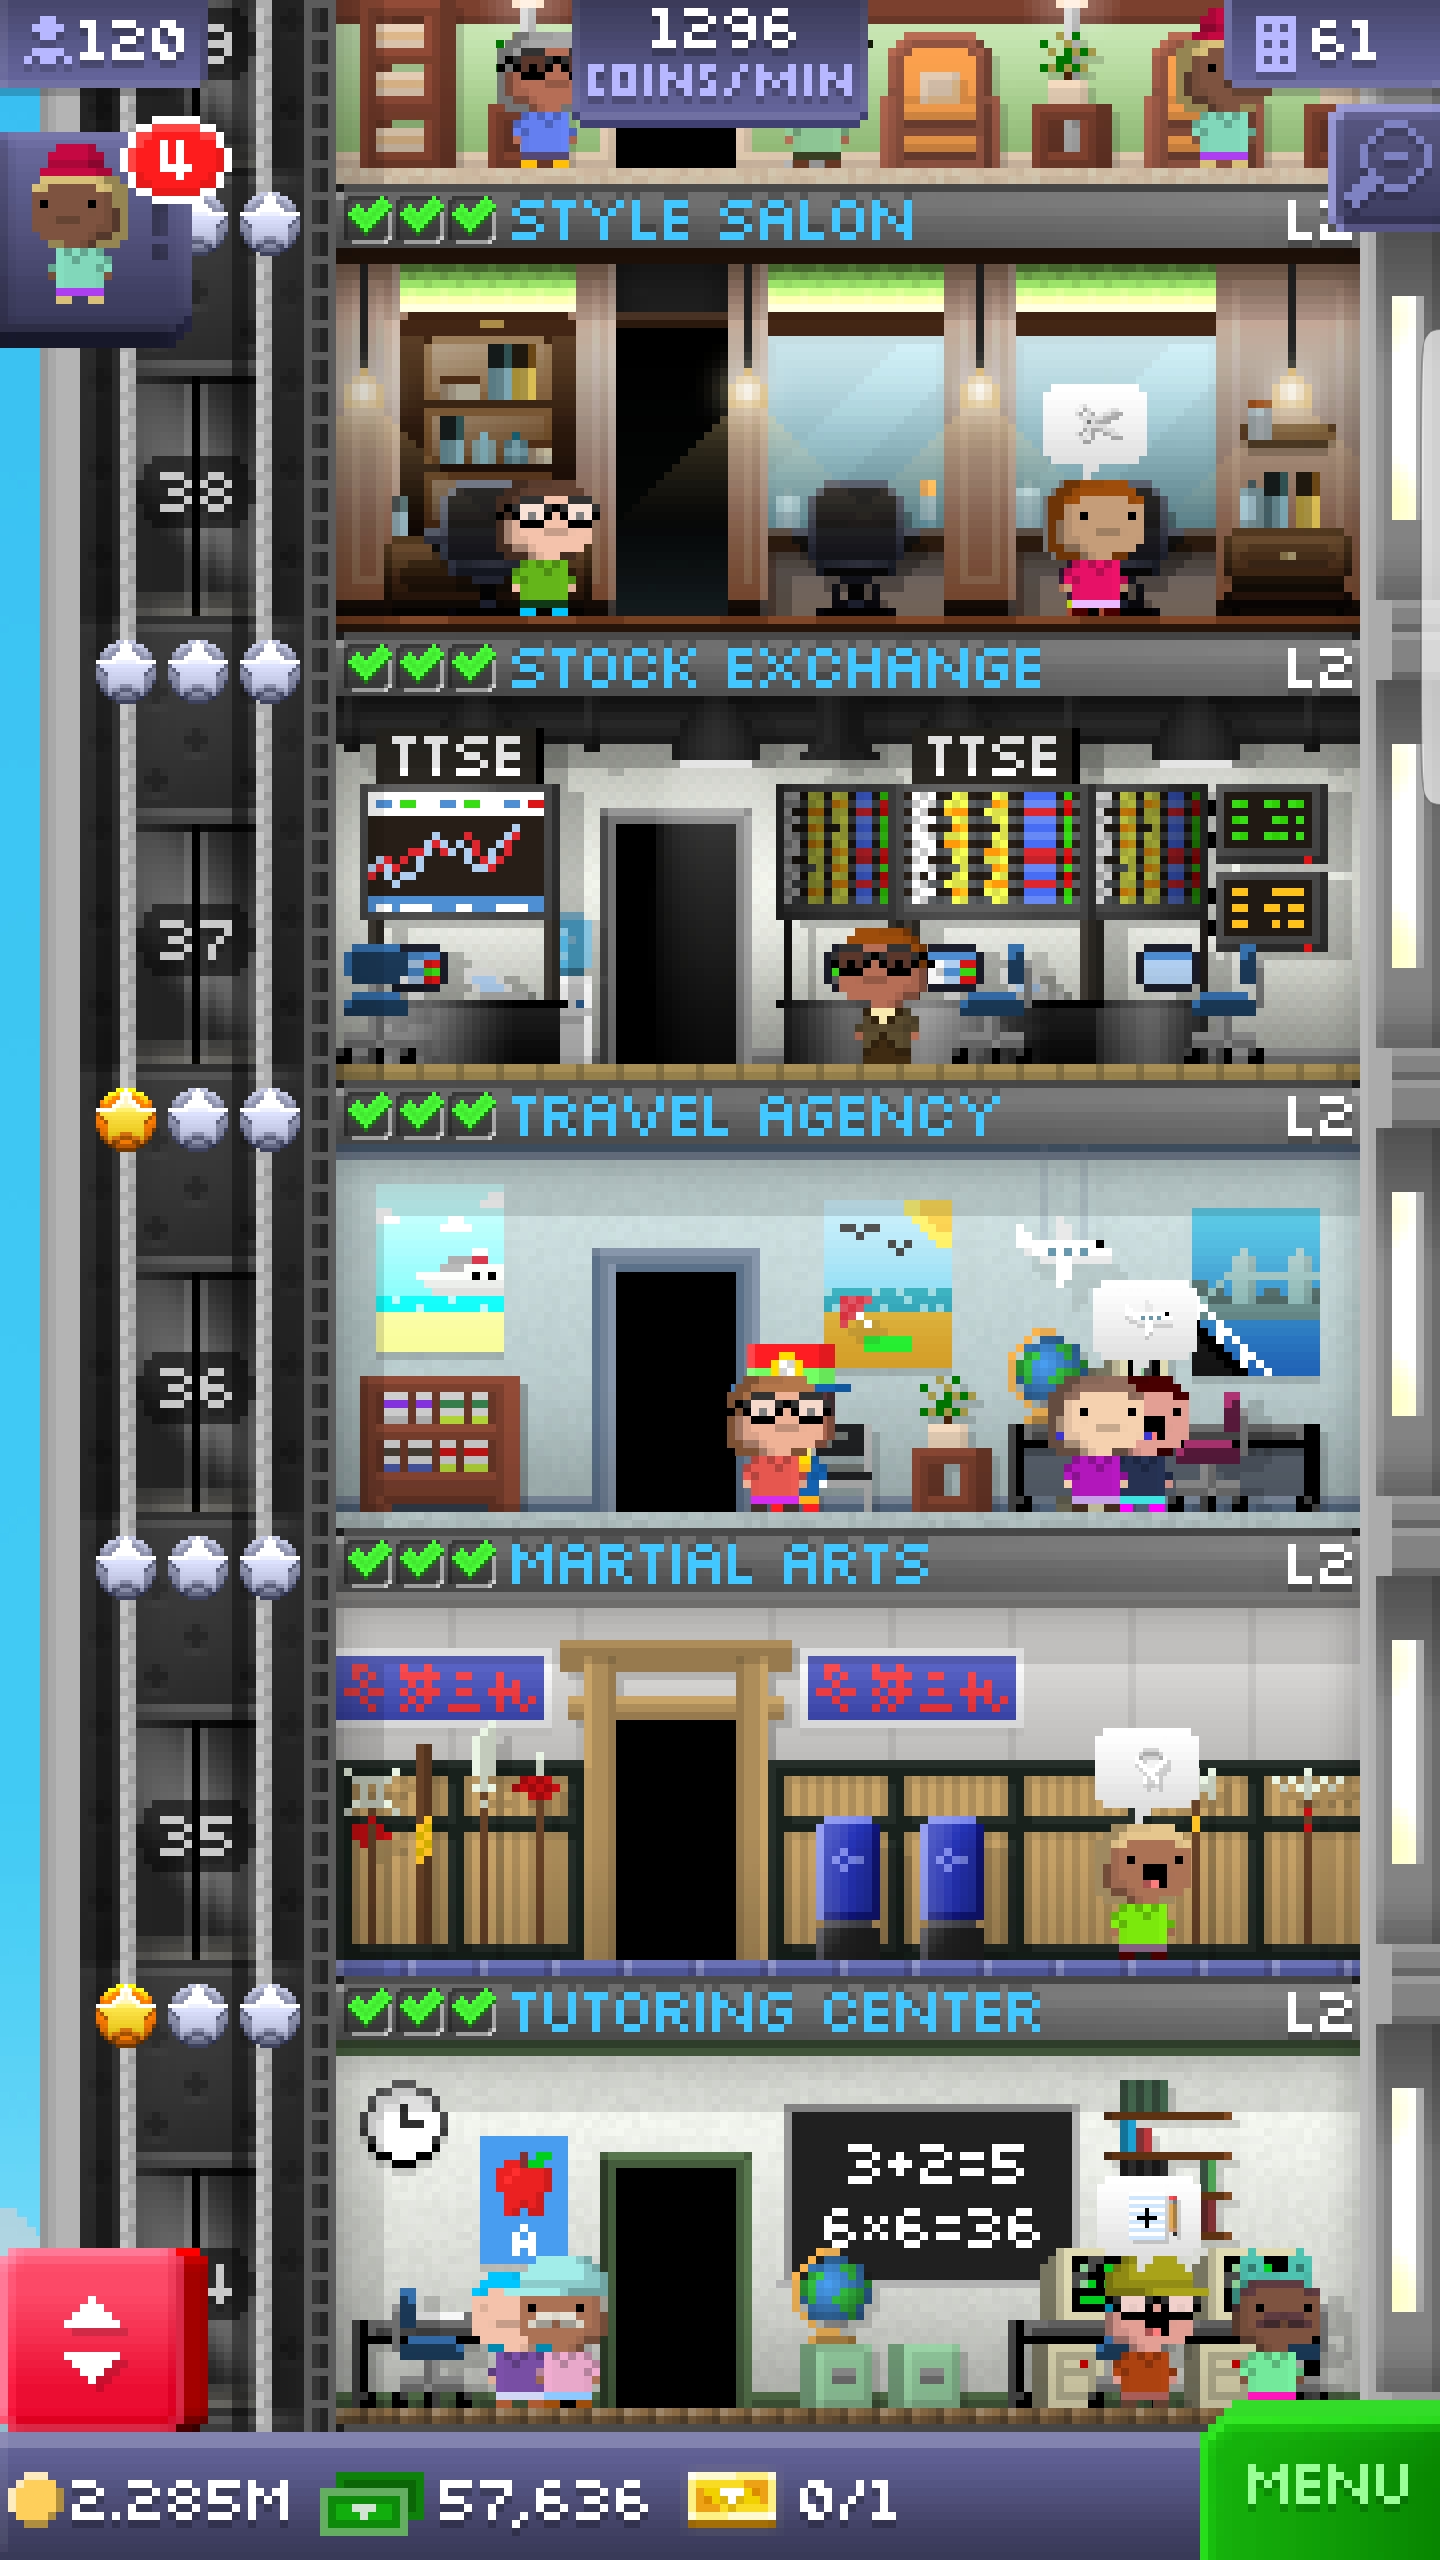 120
1296
COINS/MIN
61
4
STYLE SALON
38
STOCK EXCHANGE L2
TTSE TTSE
37
TRAVEL AGENCY L2
36
MARTIAL ARTS L2
35
TUTORING CENTER L2
3+2=5
6x6=36
A
2.285M 57,636 0/1
MENU